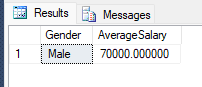 Results Messages
Gender AverageSalary
1 Male 70000.000000